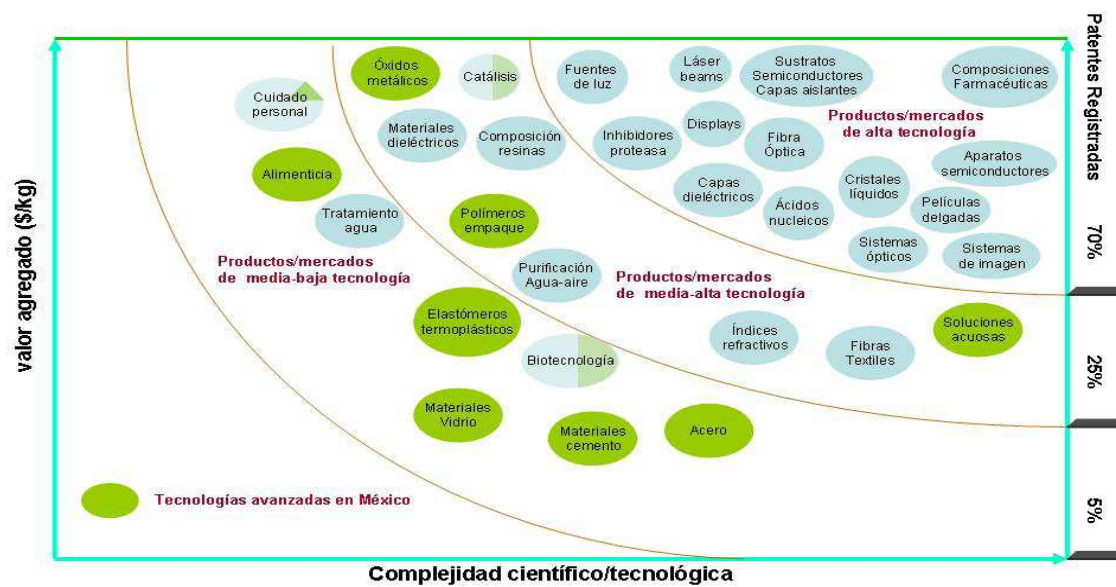 valor agregado ($/kg)
Óxidos
metálicos
Catálisis
Cuidado
personal
Materiales
dieléctricos
Composición
resinas
Alimenticia
Tratamiento
agua
Polímeros
empaque
Productos/mercados
de media-baja tecnología
Purificación
Agua-aire
Elastómeros
termoplásticos
Biotecnología
Materiales
Vidrio
Materiales
cemento
Acero
Tecnologías avanzadas en México
Fuentes
de luz
Láser
beams
Sustratos
Semiconductores
Capas aislantes
Composiciones
Farmacéuticas
Productos/mercados
de alta tecnología
Inhibidores
proteasa
Displays
Fibra
Óptica
Aparatos
semiconductores
Capas
dieléctricos
Ácidos
nucleicos
Cristales
líquidos
Películas
delgadas
Sistemas
ópticos
Sistemas
de imagen
Productos/mercados
de media-alta tecnología
Índices
refractivos
Fibras
Textiles
Soluciones
acuosas
Patentes Registradas
70%
25%
5%
Complejidad científico/tecnológica